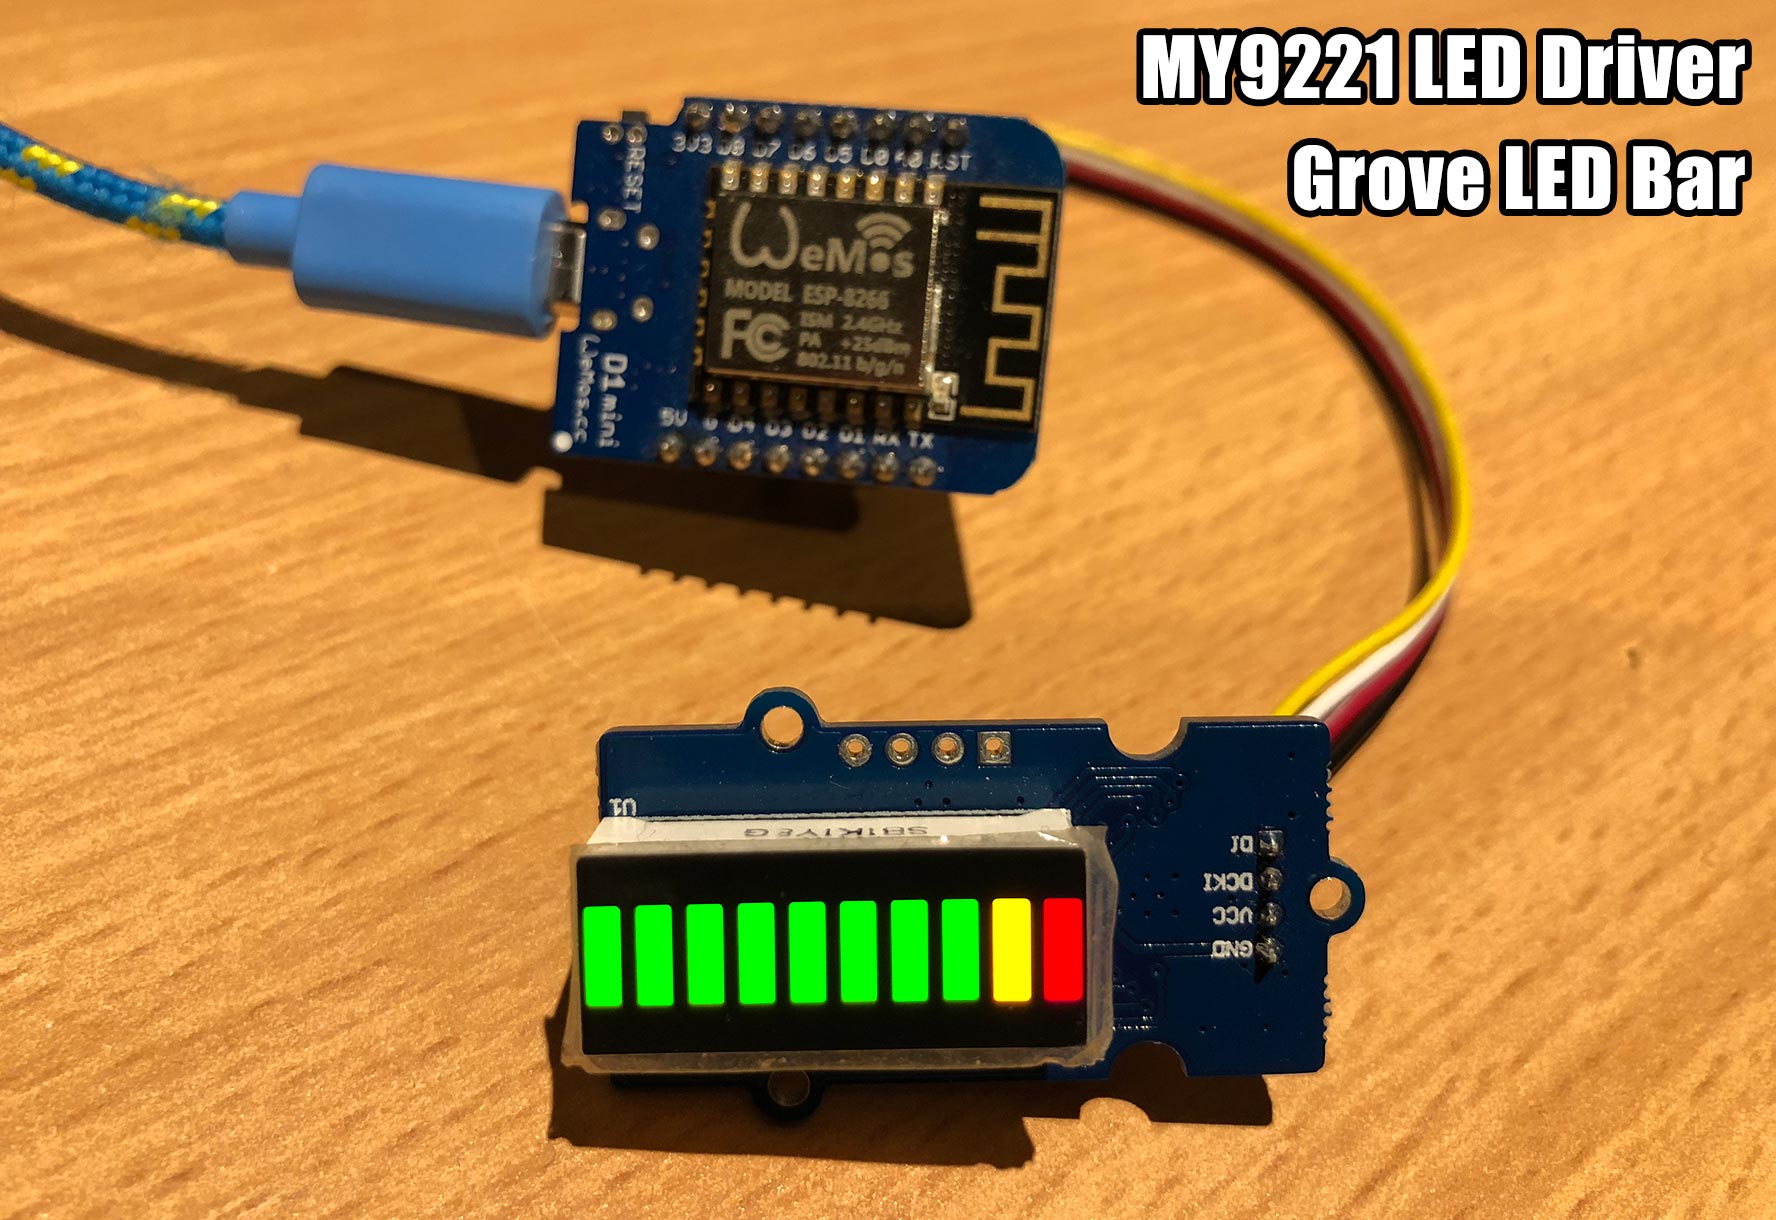 MY9221 LED Driver
Grove LED Bar
3V3 D8 D7 D6 D5 D0 A0 RST
RESET
WeMos
MODEL ESP-8266
FC ISM 2.4GHz
PA +25dBm
802.11 b/g/n
D1 mini
WeMos.cc
5V G D4 D3 D2 D1 RX TX
U1
DI
DCKI
VCC
GND